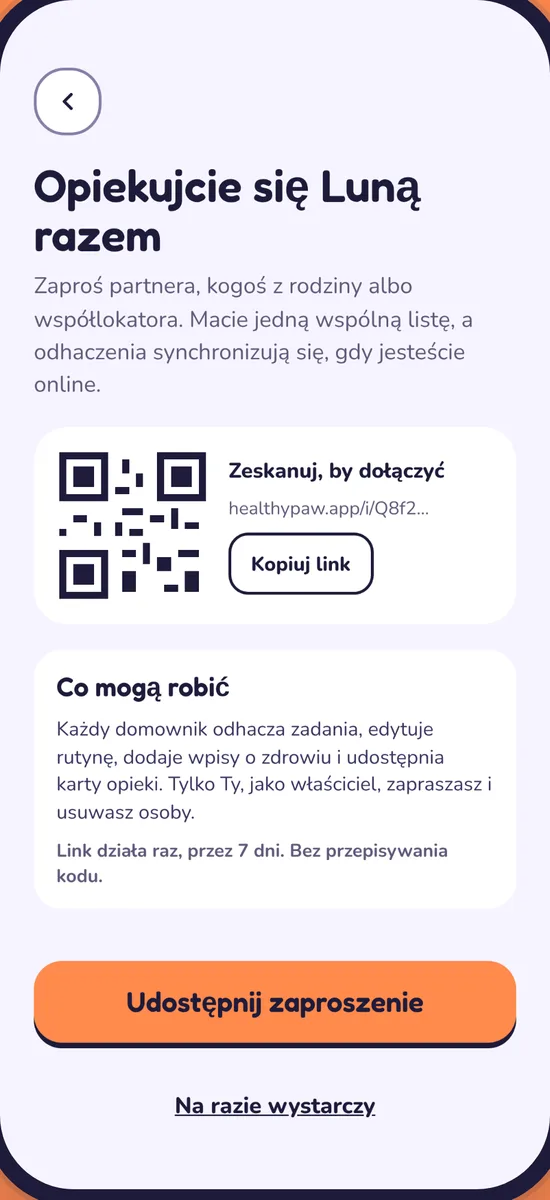 Opiekujcie się Luną
razem
Zaproś partnera, kogoś z rodziny albo
współlokatora. Macie jedną wspólną listę, a
odhaczenia synchronizują się, gdy jesteście
online.
Zeskanuj, by dołączyć
healthypaw.app/i/Q8f2...
Kopiuj link
Co mogą robić
Każdy domownik odhacza zadania, edytuje
rutynę, dodaje wpisy o zdrowiu i udostępnia
karty opieki. Tylko Ty, jako właściciel, zapraszasz i
usuwasz osoby.
Link działa raz, przez 7 dni. Bez przepisywania
kodu.
Udostępnij zaproszenie
Na razie wystarczy